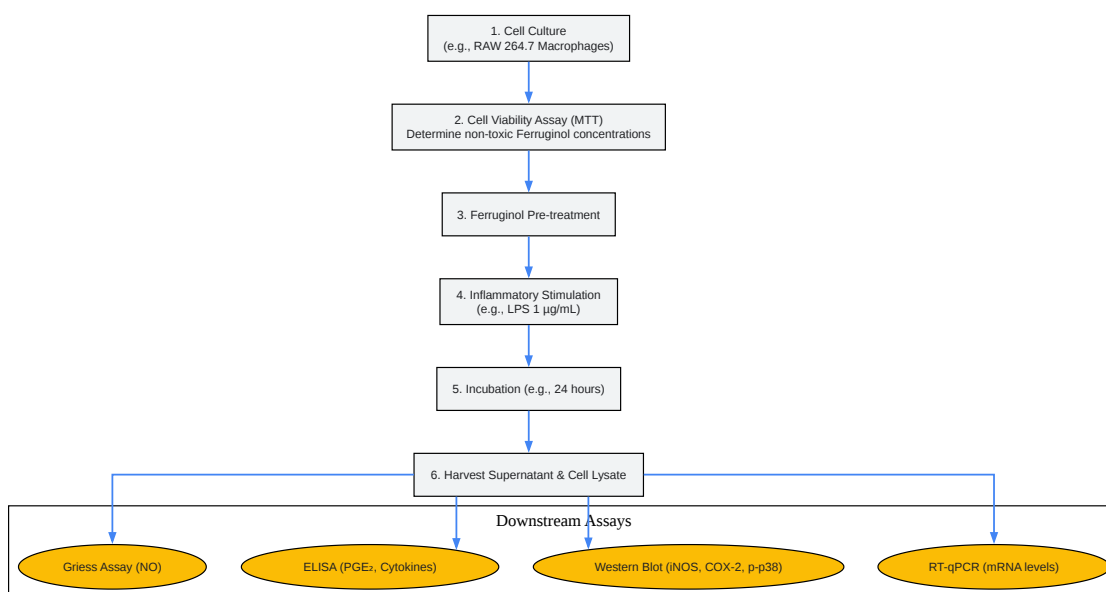 1. Cell Culture
(e.g., RAW 264.7 Macrophages)
2. Cell Viability Assay (MTT)
Determine non-toxic Ferruginol concentrations
3. Ferruginol Pre-treatment
4. Inflammatory Stimulation
(e.g., LPS 1 µg/mL)
5. Incubation (e.g., 24 hours)
6. Harvest Supernatant & Cell Lysate
Downstream Assays
Griess Assay (NO)
ELISA (PGE₂, Cytokines)
Western Blot (iNOS, COX-2, p-p38)
RT-qPCR (mRNA levels)